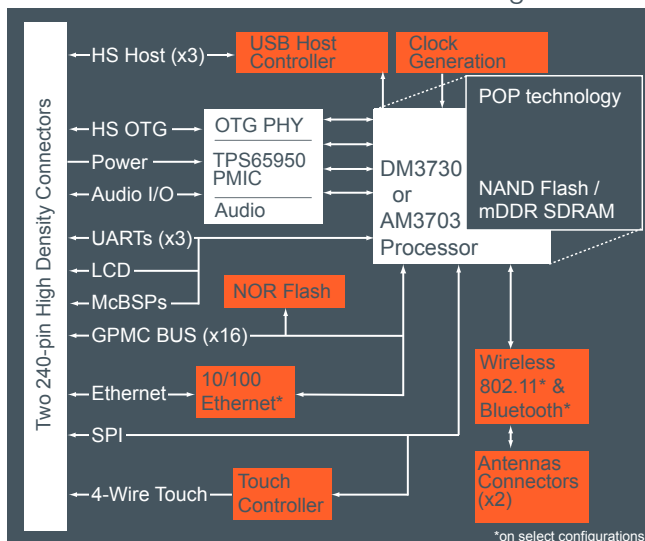 HS Host (x3)
USB Host
Controller
Clock
Generation
POP technology
NAND Flash /
mDDR SDRAM
HS OTG
OTG PHY
Power
TPS65950
PMIC
Audio I/O
Audio
DM3730
or
AM3703
Processor
Two 240-pin High Density Connectors
UARTs (x3)
LCD
McBSPs
NOR Flash
GPMC BUS (x16)
Ethernet
10/100
Ethernet*
Wireless
802.11* &
Bluetooth*
SPI
4-Wire Touch
Touch
Controller
Antennas
Connectors
(x2)
*on select configurations